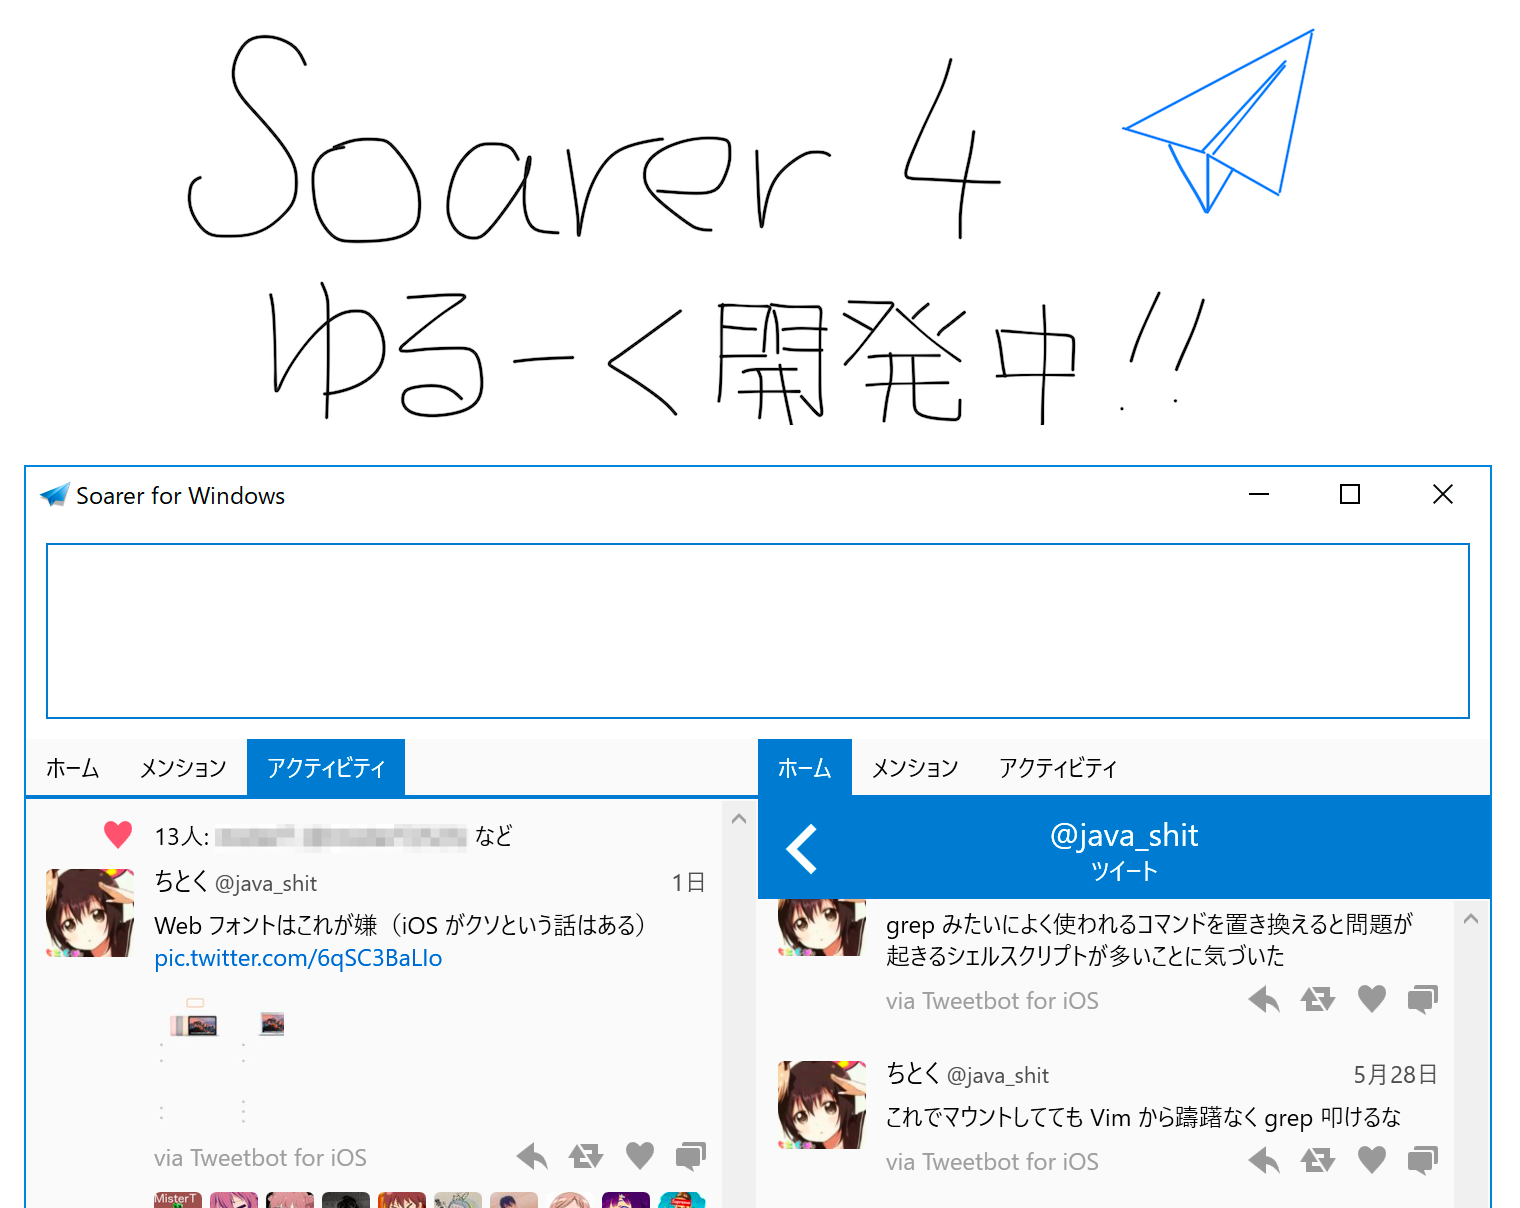 Soarer 4
ゆるーく開発中!!
Soarer for Windows
ホーム メンション アクティビティ
13人: など
ちとく @java_shit 1日
Web フォントはこれが嫌（iOS がクソという話はある）
pic.twitter.com/6qSC3BaLIo
via Tweetbot for iOS
MisterT
ホーム メンション アクティビティ
@java_shit
ツイート
grep みたいによく使われるコマンドを置き換えると問題が
起きるシェルスクリプトが多いことに気づいた
via Tweetbot for iOS
ちとく @java_shit 5月28日
これでマウントしてても Vim から躊躇なく grep 叩けるな
via Tweetbot for iOS